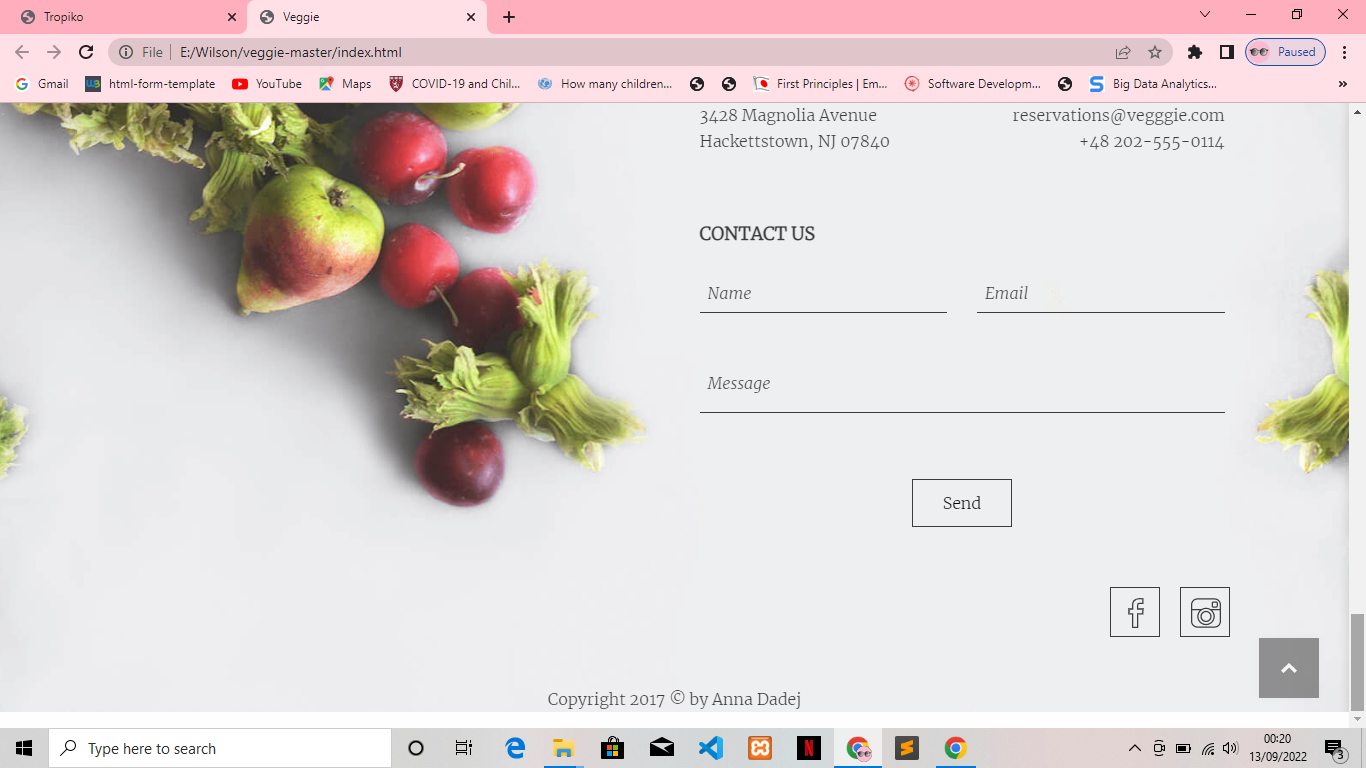 Tropiko
Veggie
File
E:/Wilson/veggie-master/index.html
Paused
Gmail
html-form-template
YouTube
Maps
COVID-19 and Chil...
How many children...
First Principles | Em...
Software Developm...
Big Data Analytics...
»
3428 Magnolia Avenue
reservations@vegggie.com
Hackettstown, NJ 07840
+48 202-555-0114
CONTACT US
Name
Email
Message
Send
Copyright 2017 © by Anna Dadej
Type here to search
00:20
13/09/2022
3